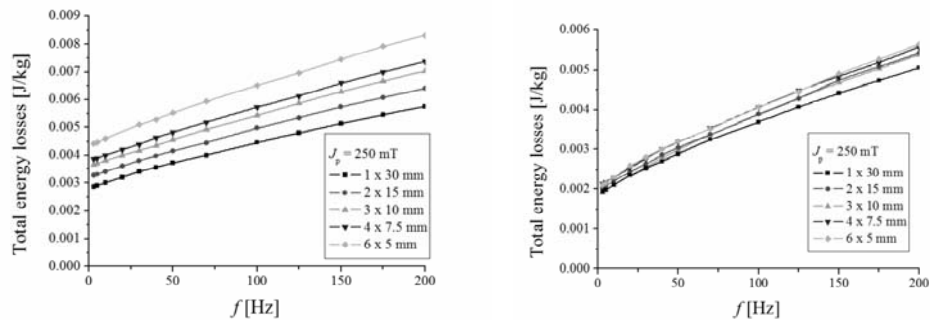 Total energy losses [J/kg]
0.009
0.008
0.007
0.006
0.005
0.004
0.003
0.002
0.001
0.000
0
50
100
150
200
f [Hz]
Jp = 250 mT
1 x 30 mm
2 x 15 mm
3 x 10 mm
4 x 7.5 mm
6 x 5 mm
Total energy losses [J/kg]
0.006
0.005
0.004
0.003
0.002
0.001
0.000
0
50
100
150
200
f [Hz]
Jp = 250 mT
1 x 30 mm
2 x 15 mm
3 x 10 mm
4 x 7.5 mm
6 x 5 mm